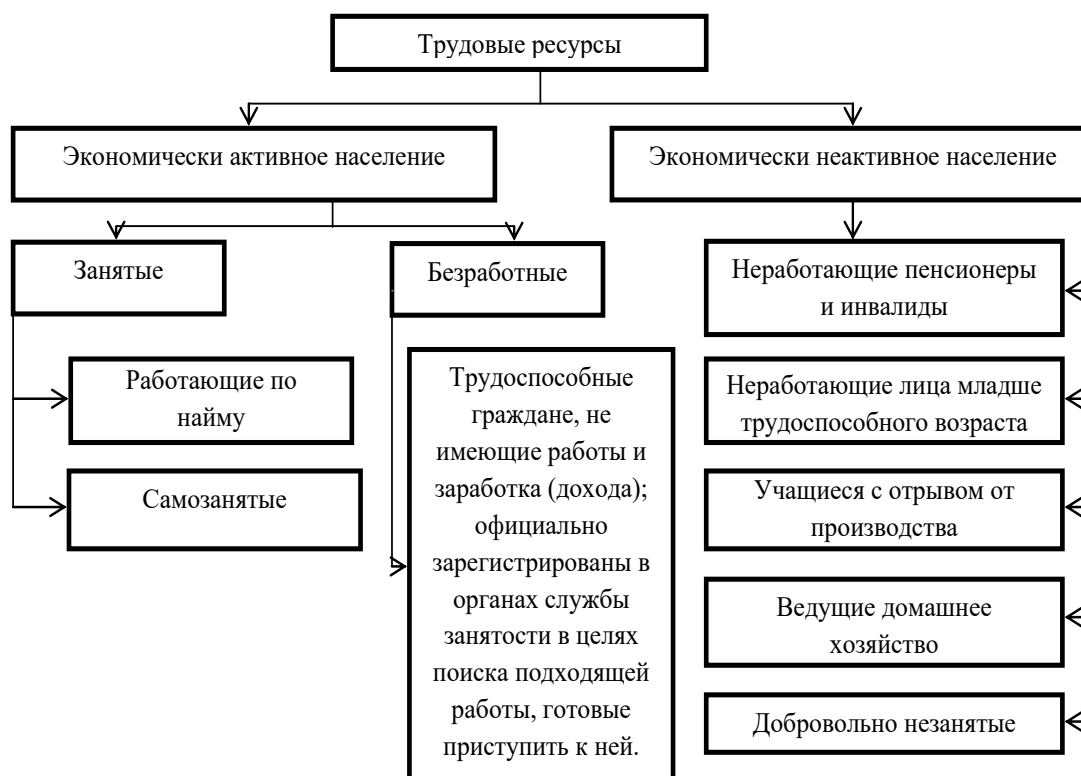 Трудовые ресурсы
Экономически активное население
Экономически неактивное население
Занятые
Безработные
Работающие по
найму
Самозанятые
Трудоспособные
граждане, не
имеющие работы и
заработка (дохода);
официально
зарегистрированы в
органах службы
занятости в целях
поиска подходящей
работы, готовые
приступить к ней.
Неработающие пенсионеры
и инвалиды
Неработающие лица младше
трудоспособного возраста
Учащиеся с отрывом от
производства
Ведущие домашнее
хозяйство
Добровольно незанятые